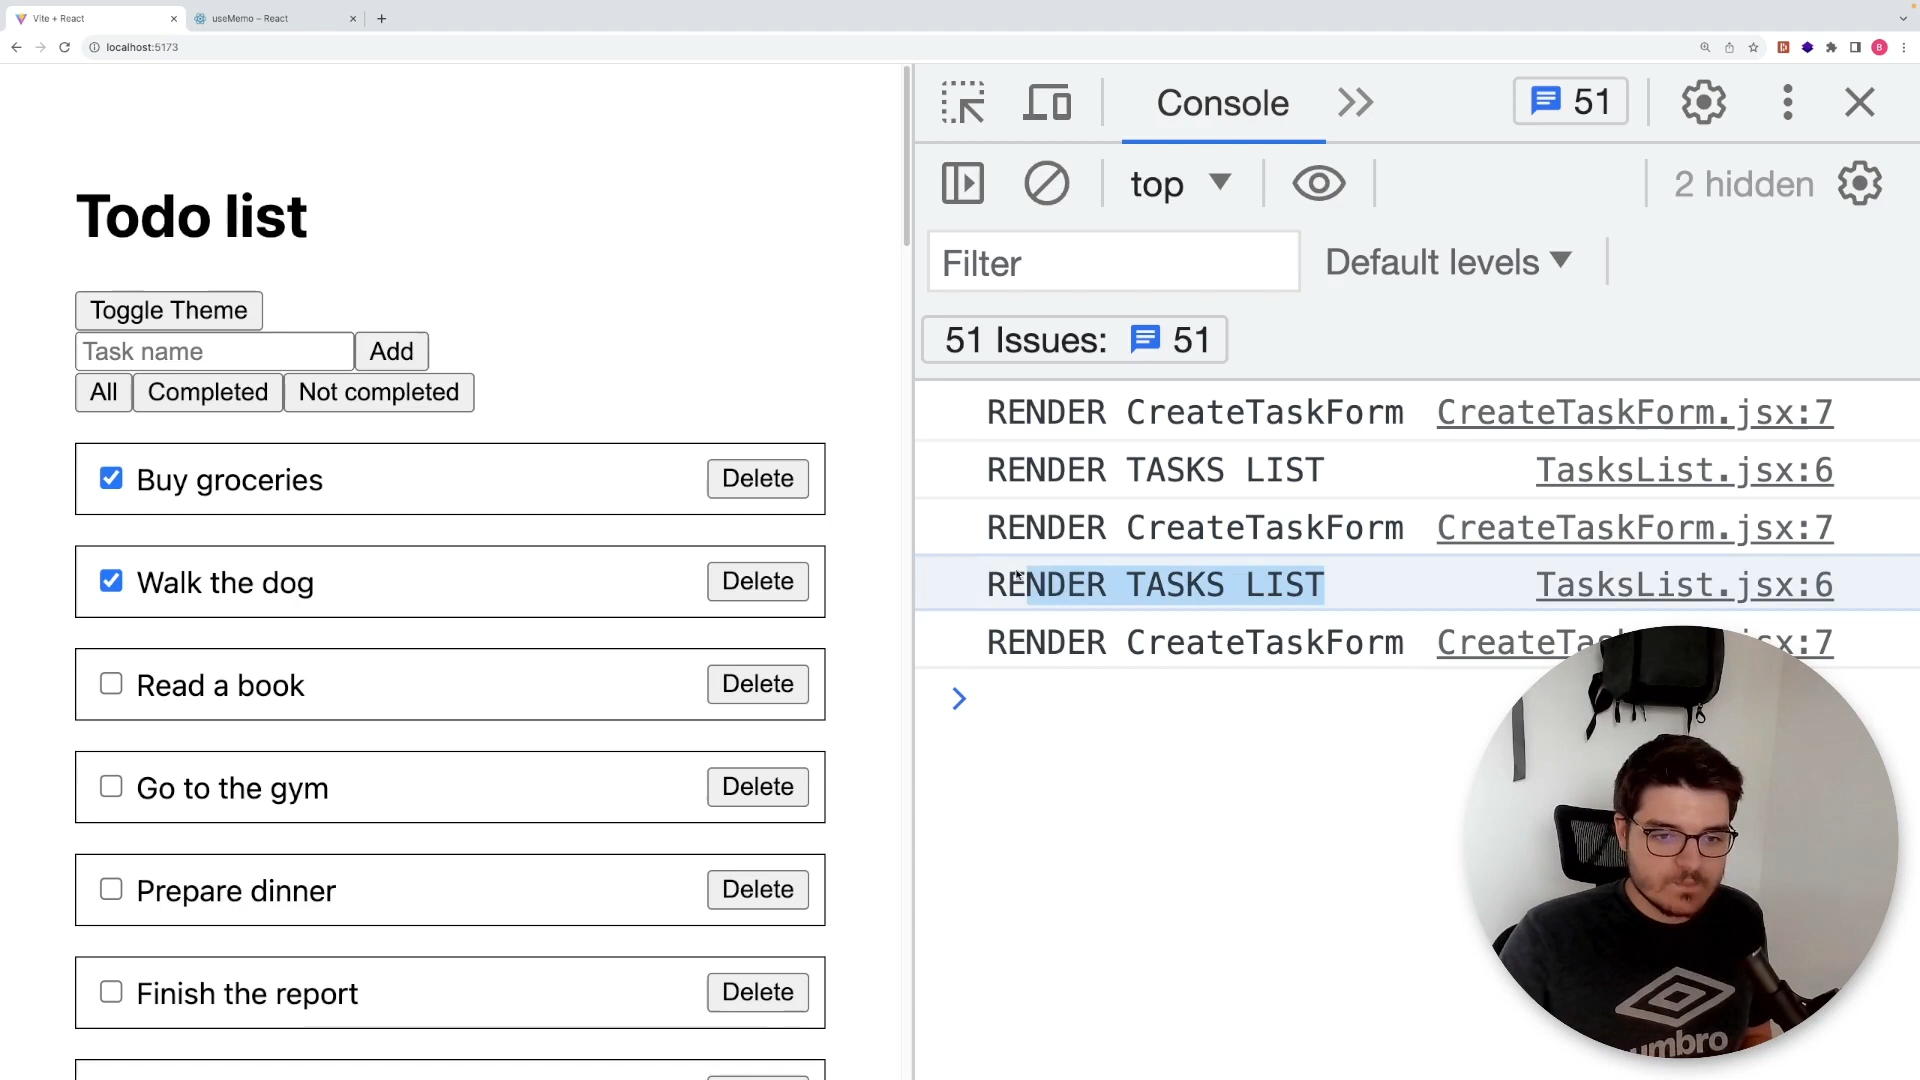 Vite + React
useMemo – React
localhost:5173
B
Todo list
Toggle Theme
Task name
Add
All
Completed
Not completed
Buy groceries
Delete
Walk the dog
Delete
Read a book
Delete
Go to the gym
Delete
Prepare dinner
Delete
Finish the report
Delete
Console
51
top
2 hidden
Filter
Default levels
51 Issues:
51
RENDER CreateTaskForm
CreateTaskForm.jsx:7
RENDER TASKS LIST
TasksList.jsx:6
RENDER CreateTaskForm
CreateTaskForm.jsx:7
RENDER TASKS LIST
TasksList.jsx:6
RENDER CreateTaskForm